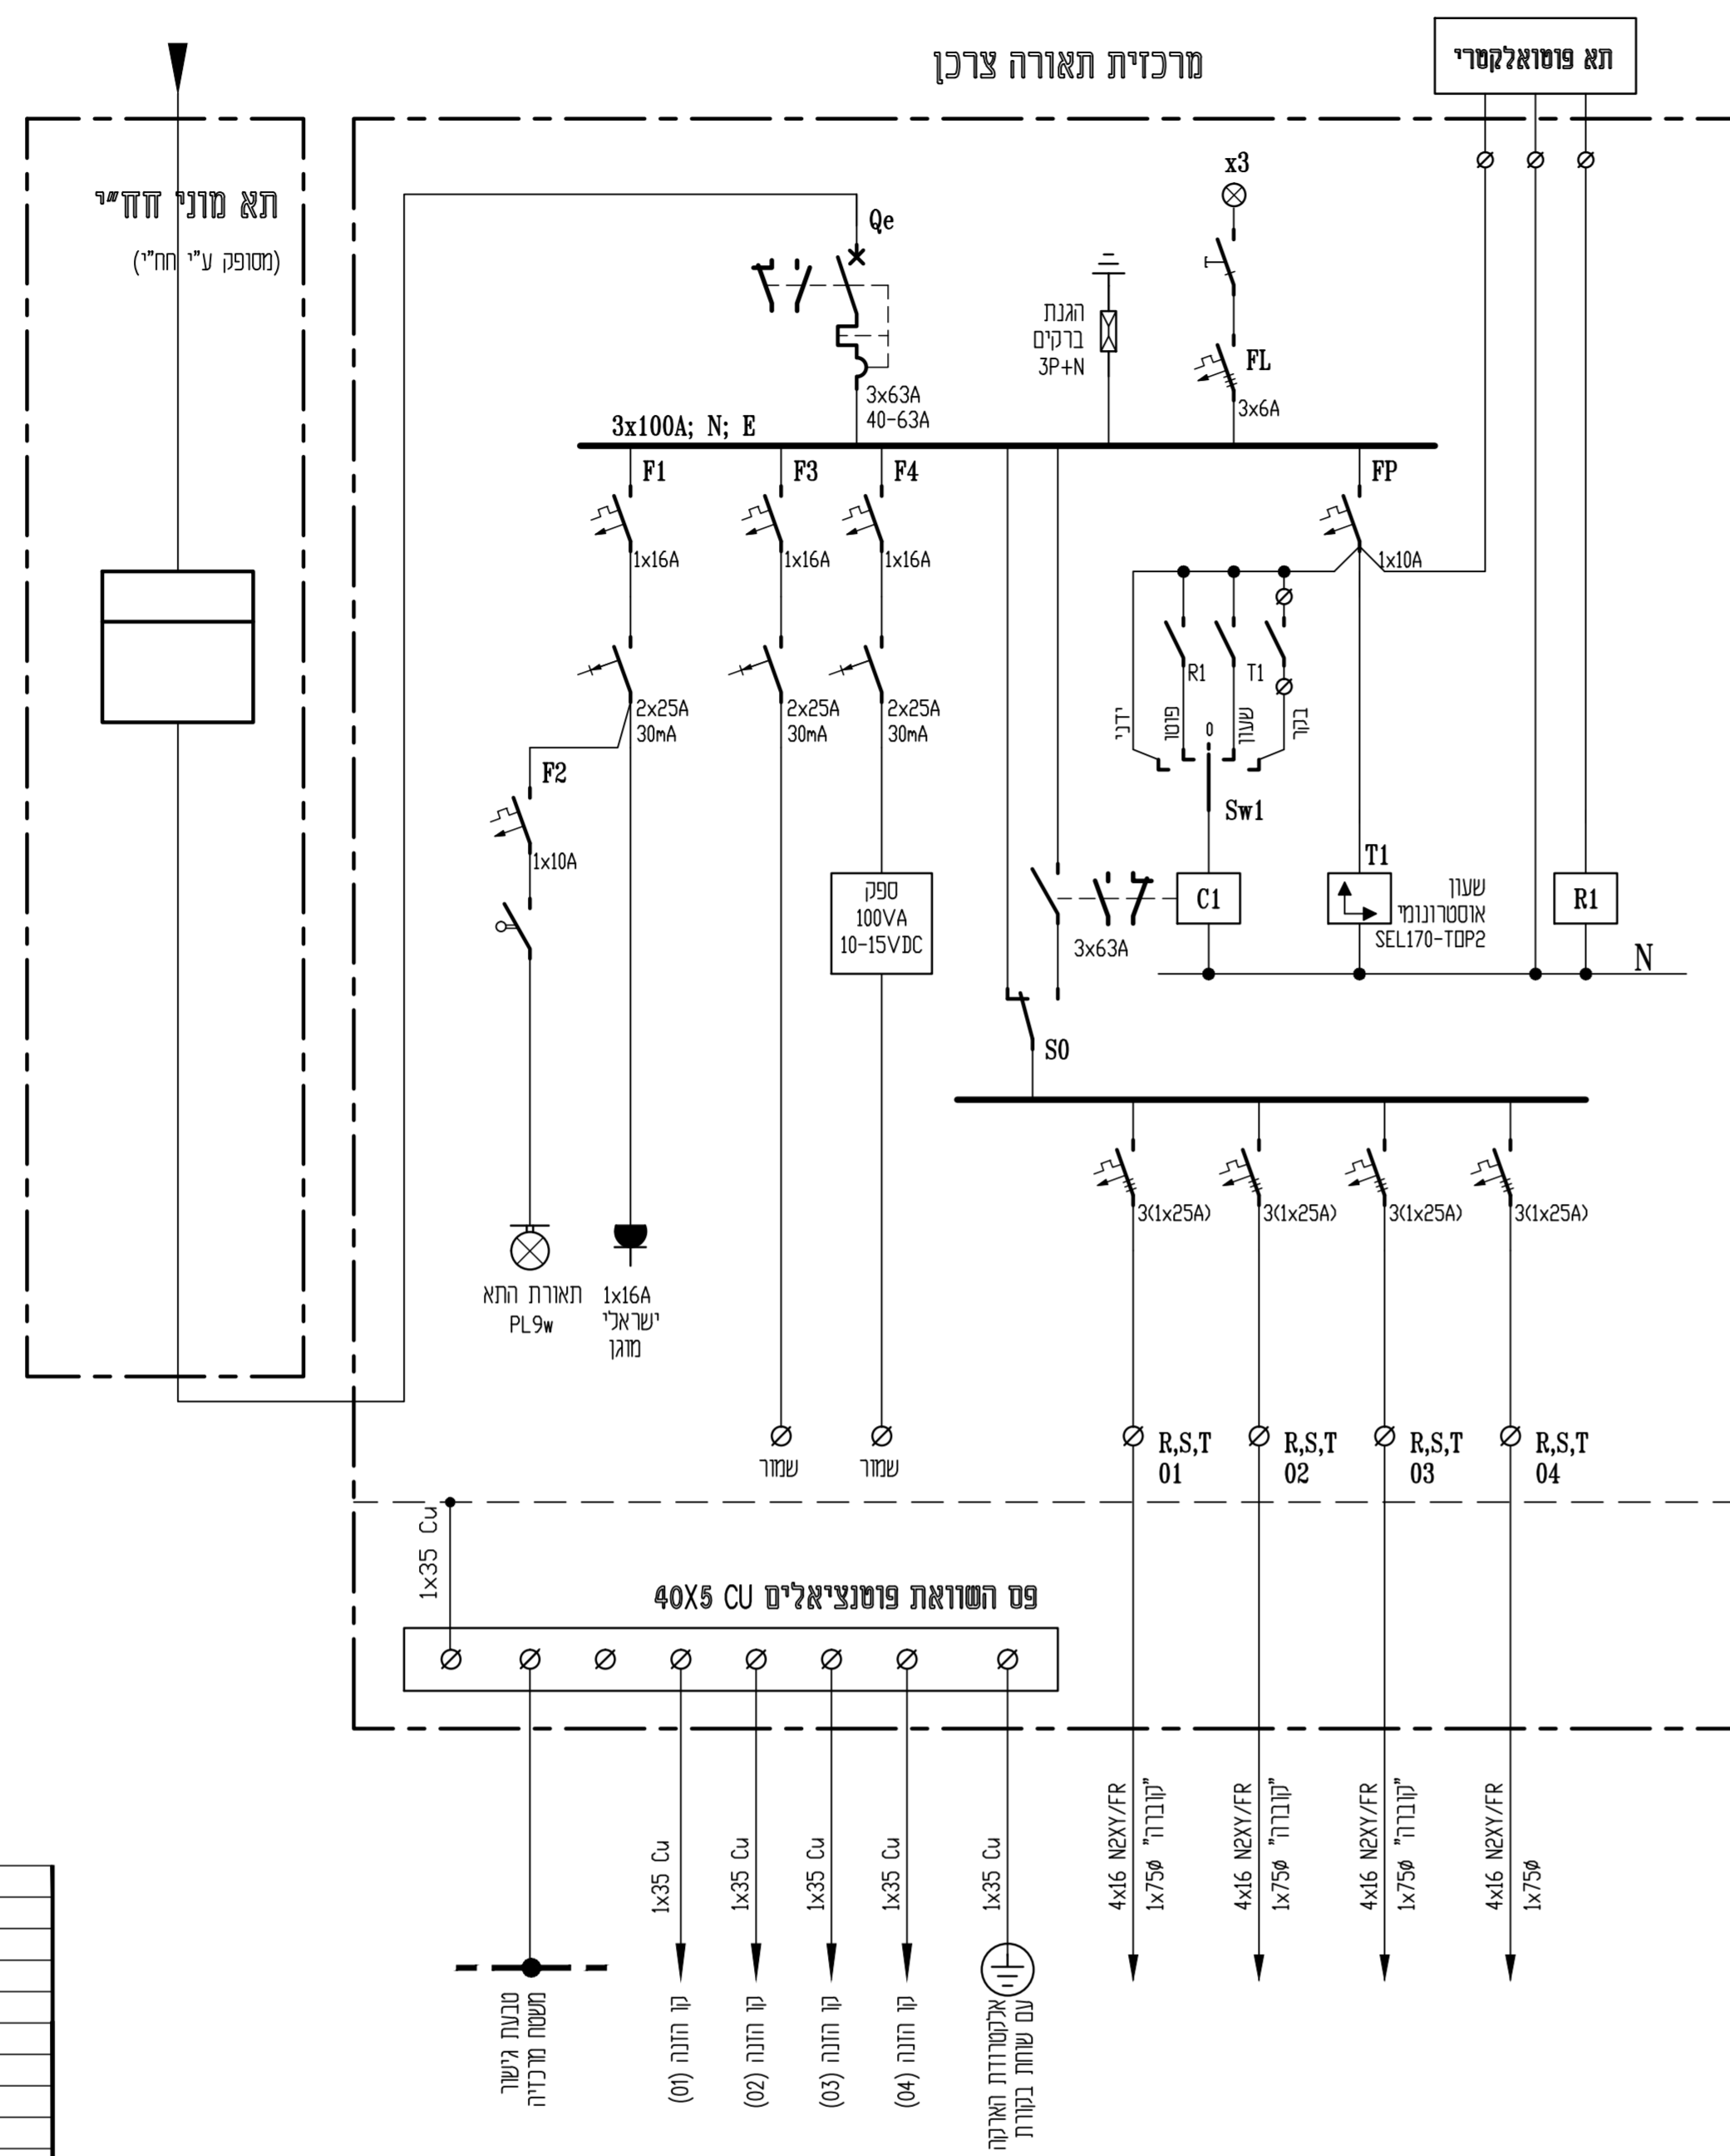 מרכזית תאורה צרכן
תא פוטואלקטרי
תא מוני חח״י
(מסופק ע"י חח"י)
x3
Qe
הגנת
ברקים
3P+N
FL
3x6A
3x63A
40-63A
3x100A; N; E
F1
F3
F4
FP
1x16A
1x16A
1x16A
1x10A
R1
T1
ידני
פוטו
0
שעון
בקר
2x25A
30mA
2x25A
30mA
2x25A
30mA
F2
1x10A
Sw1
ספק
100VA
10-15VDC
3x63A
C1
T1
שעון
אוסטרונומי
SEL170-TOP2
R1
N
S0
3(1x25A)
3(1x25A)
3(1x25A)
3(1x25A)
תאורת התא
PL9w
1x16A
ישראלי
מוגן
שמור
שמור
R,S,T
01
R,S,T
02
R,S,T
03
R,S,T
04
1x35 Cu
פס השוואת פוטנציאלים 40X5 CU
1x35 Cu
1x35 Cu
1x35 Cu
1x35 Cu
1x35 Cu
4x16 N2XY/FR
1x75Ø "קוברה"
4x16 N2XY/FR
1x75Ø "קוברה"
4x16 N2XY/FR
1x75Ø "קוברה"
4x16 N2XY/FR
1x75Ø
טבעת גישור
משטח מרכזיה
קו הזנה (01)
קו הזנה (02)
קו הזנה (03)
קו הזנה (04)
אלקטרודת הארקה
עם שוחת בקורת